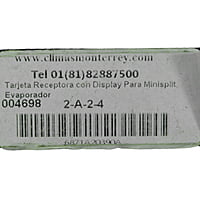 www.climasmonterrey.com
Tel 01(81)82887500
Tarjeta Receptora con Display Para Minisplit
Evaporador
004698 2-A-2-4